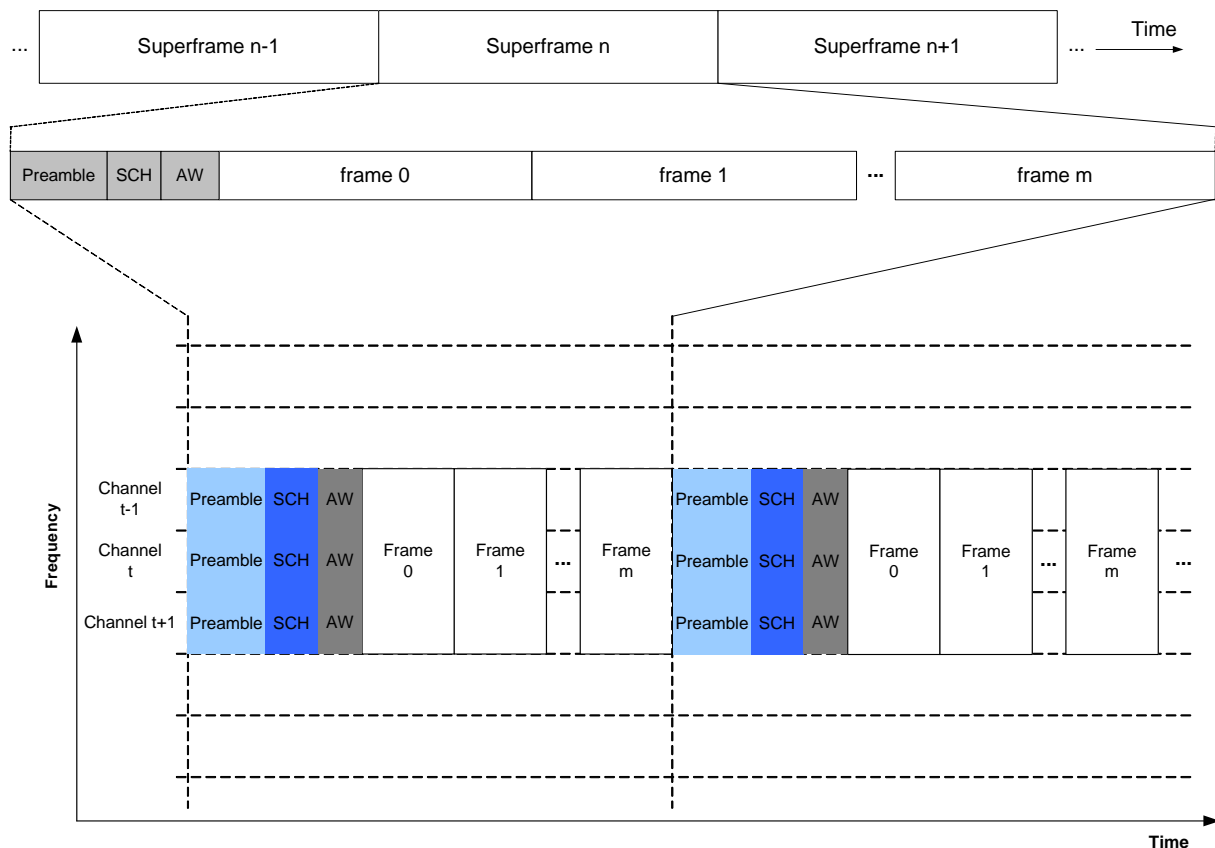 ... Superframe n-1 Superframe n Superframe n+1 ... Time
Preamble SCH AW frame 0 frame 1 ... frame m
Frequency
Channel
t-1
Preamble SCH AW Preamble SCH AW
Channel
t
Preamble SCH AW Frame
0 Frame
1 ... Frame
m Preamble SCH AW Frame
0 Frame
1 ... Frame
m ...
Channel t+1 Preamble SCH AW Preamble SCH AW
Time